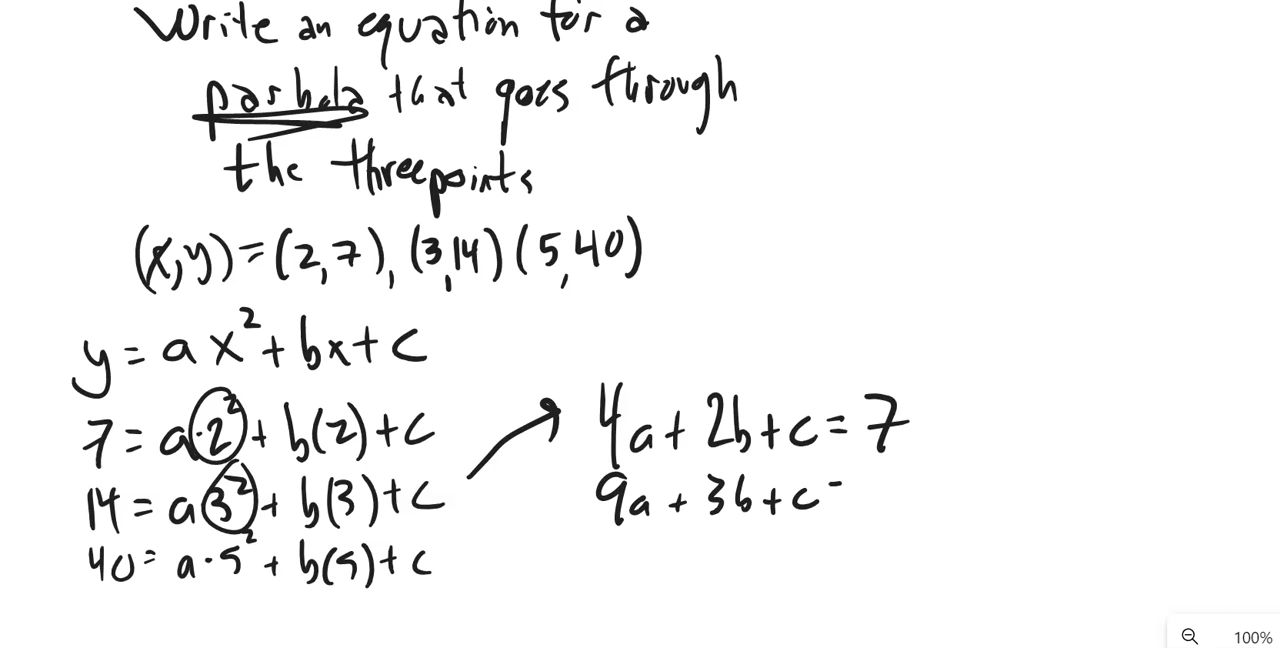 Write an equation for a
parbola that goes through
the three points
(x,y)=(2,7), (3,14) (5,40)
y = ax²+bx+c
7 = a·2²+ b(2)+c
14 = a3²+ b(3)+c
40= a·5² + b(5)+c
4a+2b+c=7
9a+3b+c-
100%